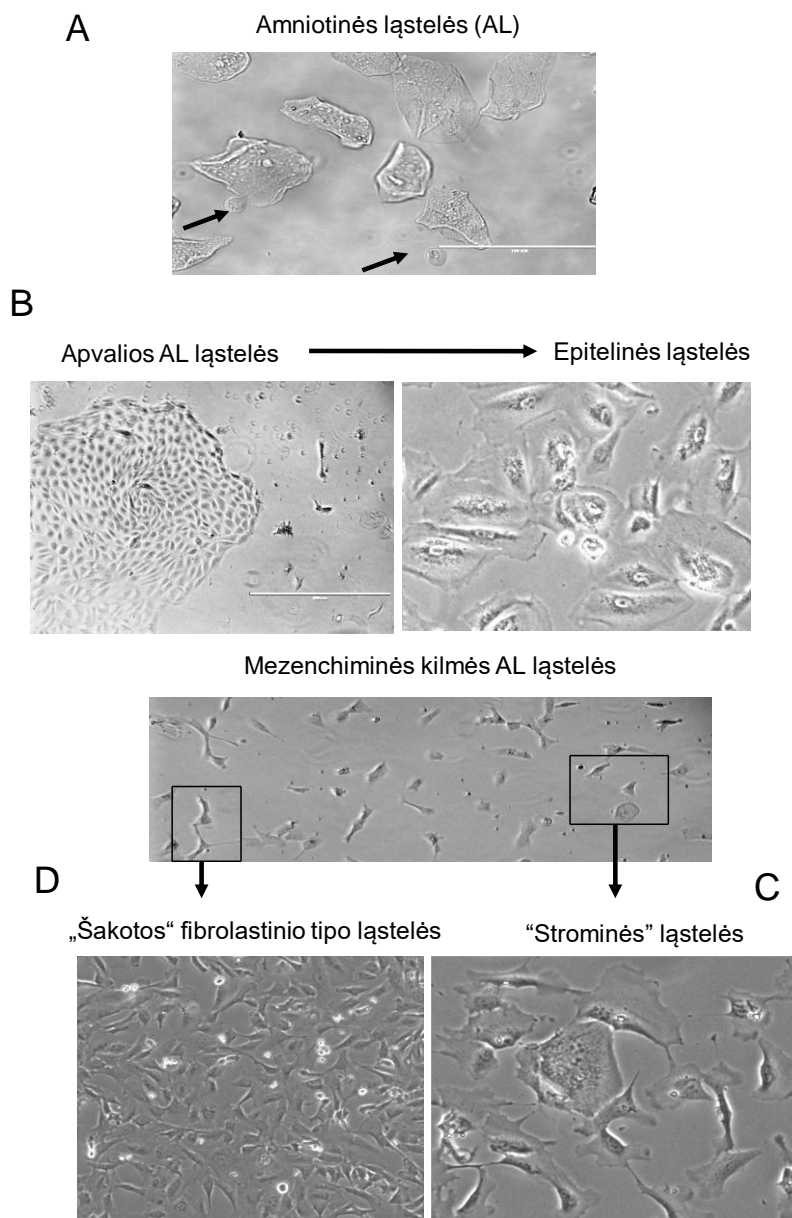 A
Amniotinės ląstelės (AL)
B
Apvalios AL ląstelės
Epitelinės ląstelės
Mezenchiminės kilmės AL ląstelės
D
C
„Šakotos“ fibrolastinio tipo ląstelės
“Strominės” ląstelės